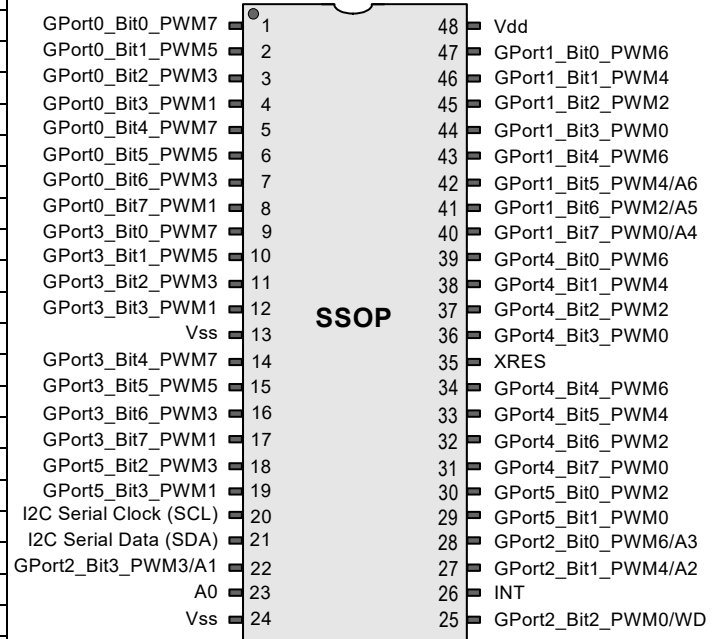 GPort0_Bit0_PWM7 1 48 Vdd
GPort0_Bit1_PWM5 2 47 GPort1_Bit0_PWM6
GPort0_Bit2_PWM3 3 46 GPort1_Bit1_PWM4
GPort0_Bit3_PWM1 4 45 GPort1_Bit2_PWM2
GPort0_Bit4_PWM7 5 44 GPort1_Bit3_PWM0
GPort0_Bit5_PWM5 6 43 GPort1_Bit4_PWM6
GPort0_Bit6_PWM3 7 42 GPort1_Bit5_PWM4/A6
GPort0_Bit7_PWM1 8 41 GPort1_Bit6_PWM2/A5
GPort3_Bit0_PWM7 9 40 GPort1_Bit7_PWM0/A4
GPort3_Bit1_PWM5 10 39 GPort4_Bit0_PWM6
GPort3_Bit2_PWM3 11 38 GPort4_Bit1_PWM4
GPort3_Bit3_PWM1 12 37 GPort4_Bit2_PWM2
SSOP
Vss 13 36 GPort4_Bit3_PWM0
GPort3_Bit4_PWM7 14 35 XRES
GPort3_Bit5_PWM5 15 34 GPort4_Bit4_PWM6
GPort3_Bit6_PWM3 16 33 GPort4_Bit5_PWM4
GPort3_Bit7_PWM1 17 32 GPort4_Bit6_PWM2
GPort5_Bit2_PWM3 18 31 GPort4_Bit7_PWM0
GPort5_Bit3_PWM1 19 30 GPort5_Bit0_PWM2
I2C Serial Clock (SCL) 20 29 GPort5_Bit1_PWM0
I2C Serial Data (SDA) 21 28 GPort2_Bit0_PWM6/A3
GPort2_Bit3_PWM3/A1 22 27 GPort2_Bit1_PWM4/A2
A0 23 26 INT
Vss 24 25 GPort2_Bit2_PWM0/WD